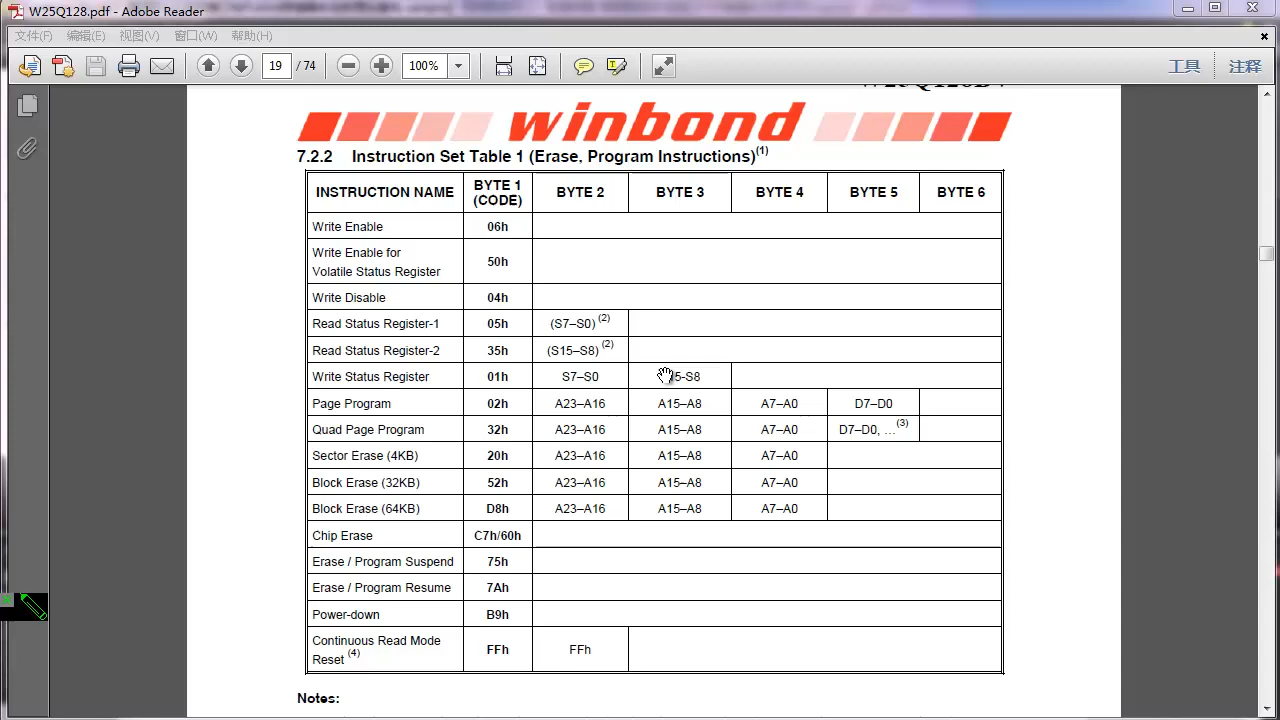 W25Q128.pdf - Adobe Reader
文件(F) 编辑(E) 视图(V) 窗口(W) 帮助(H)
19 / 74 100% 工具 注释
winbond
7.2.2 Instruction Set Table 1 (Erase, Program Instructions)(1)
INSTRUCTION NAME BYTE 1 (CODE) BYTE 2 BYTE 3 BYTE 4 BYTE 5 BYTE 6
Write Enable 06h
Write Enable for
Volatile Status Register 50h
Write Disable 04h
Read Status Register-1 05h (S7–S0) (2)
Read Status Register-2 35h (S15–S8) (2)
Write Status Register 01h S7–S0 5-S8
Page Program 02h A23–A16 A15–A8 A7–A0 D7–D0
Quad Page Program 32h A23–A16 A15–A8 A7–A0 D7–D0, …(3)
Sector Erase (4KB) 20h A23–A16 A15–A8 A7–A0
Block Erase (32KB) 52h A23–A16 A15–A8 A7–A0
Block Erase (64KB) D8h A23–A16 A15–A8 A7–A0
Chip Erase C7h/60h
Erase / Program Suspend 75h
Erase / Program Resume 7Ah
Power-down B9h
Continuous Read Mode
Reset (4) FFh FFh
Notes: